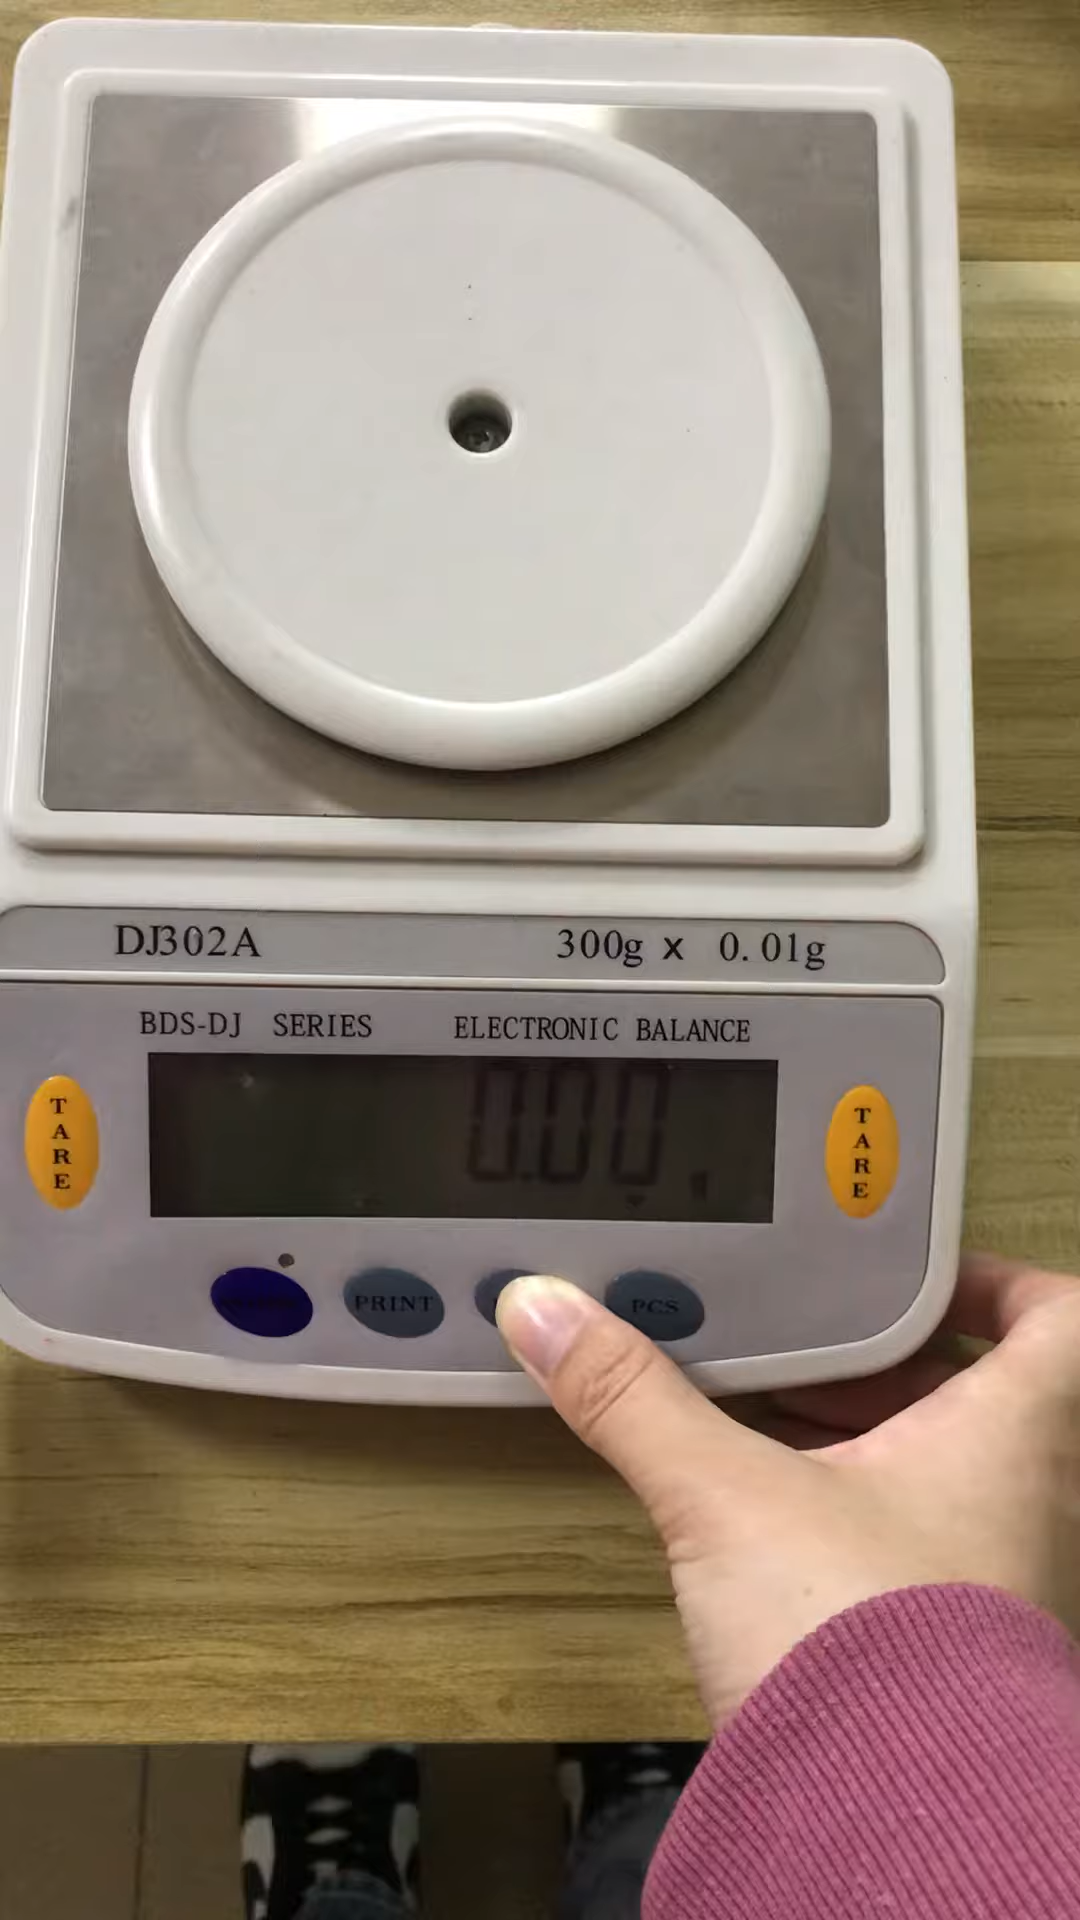 DJ302A 300g x 0.01g
BDS-DJ SERIES ELECTRONIC BALANCE
TARE
0.00
TARE
PRINT
PCS